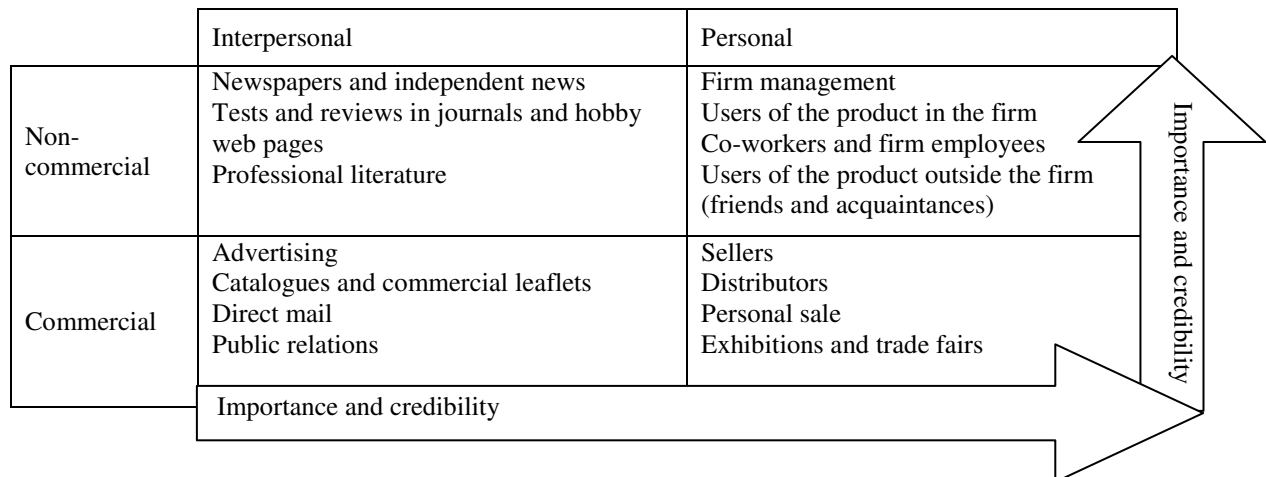 Interpersonal
Personal
Non-
commercial
Newspapers and independent news
Tests and reviews in journals and hobby
web pages
Professional literature
Firm management
Users of the product in the firm
Co-workers and firm employees
Users of the product outside the firm
(friends and acquaintances)
Commercial
Advertising
Catalogues and commercial leaflets
Direct mail
Public relations
Sellers
Distributors
Personal sale
Exhibitions and trade fairs
Importance and credibility
Importance and credibility